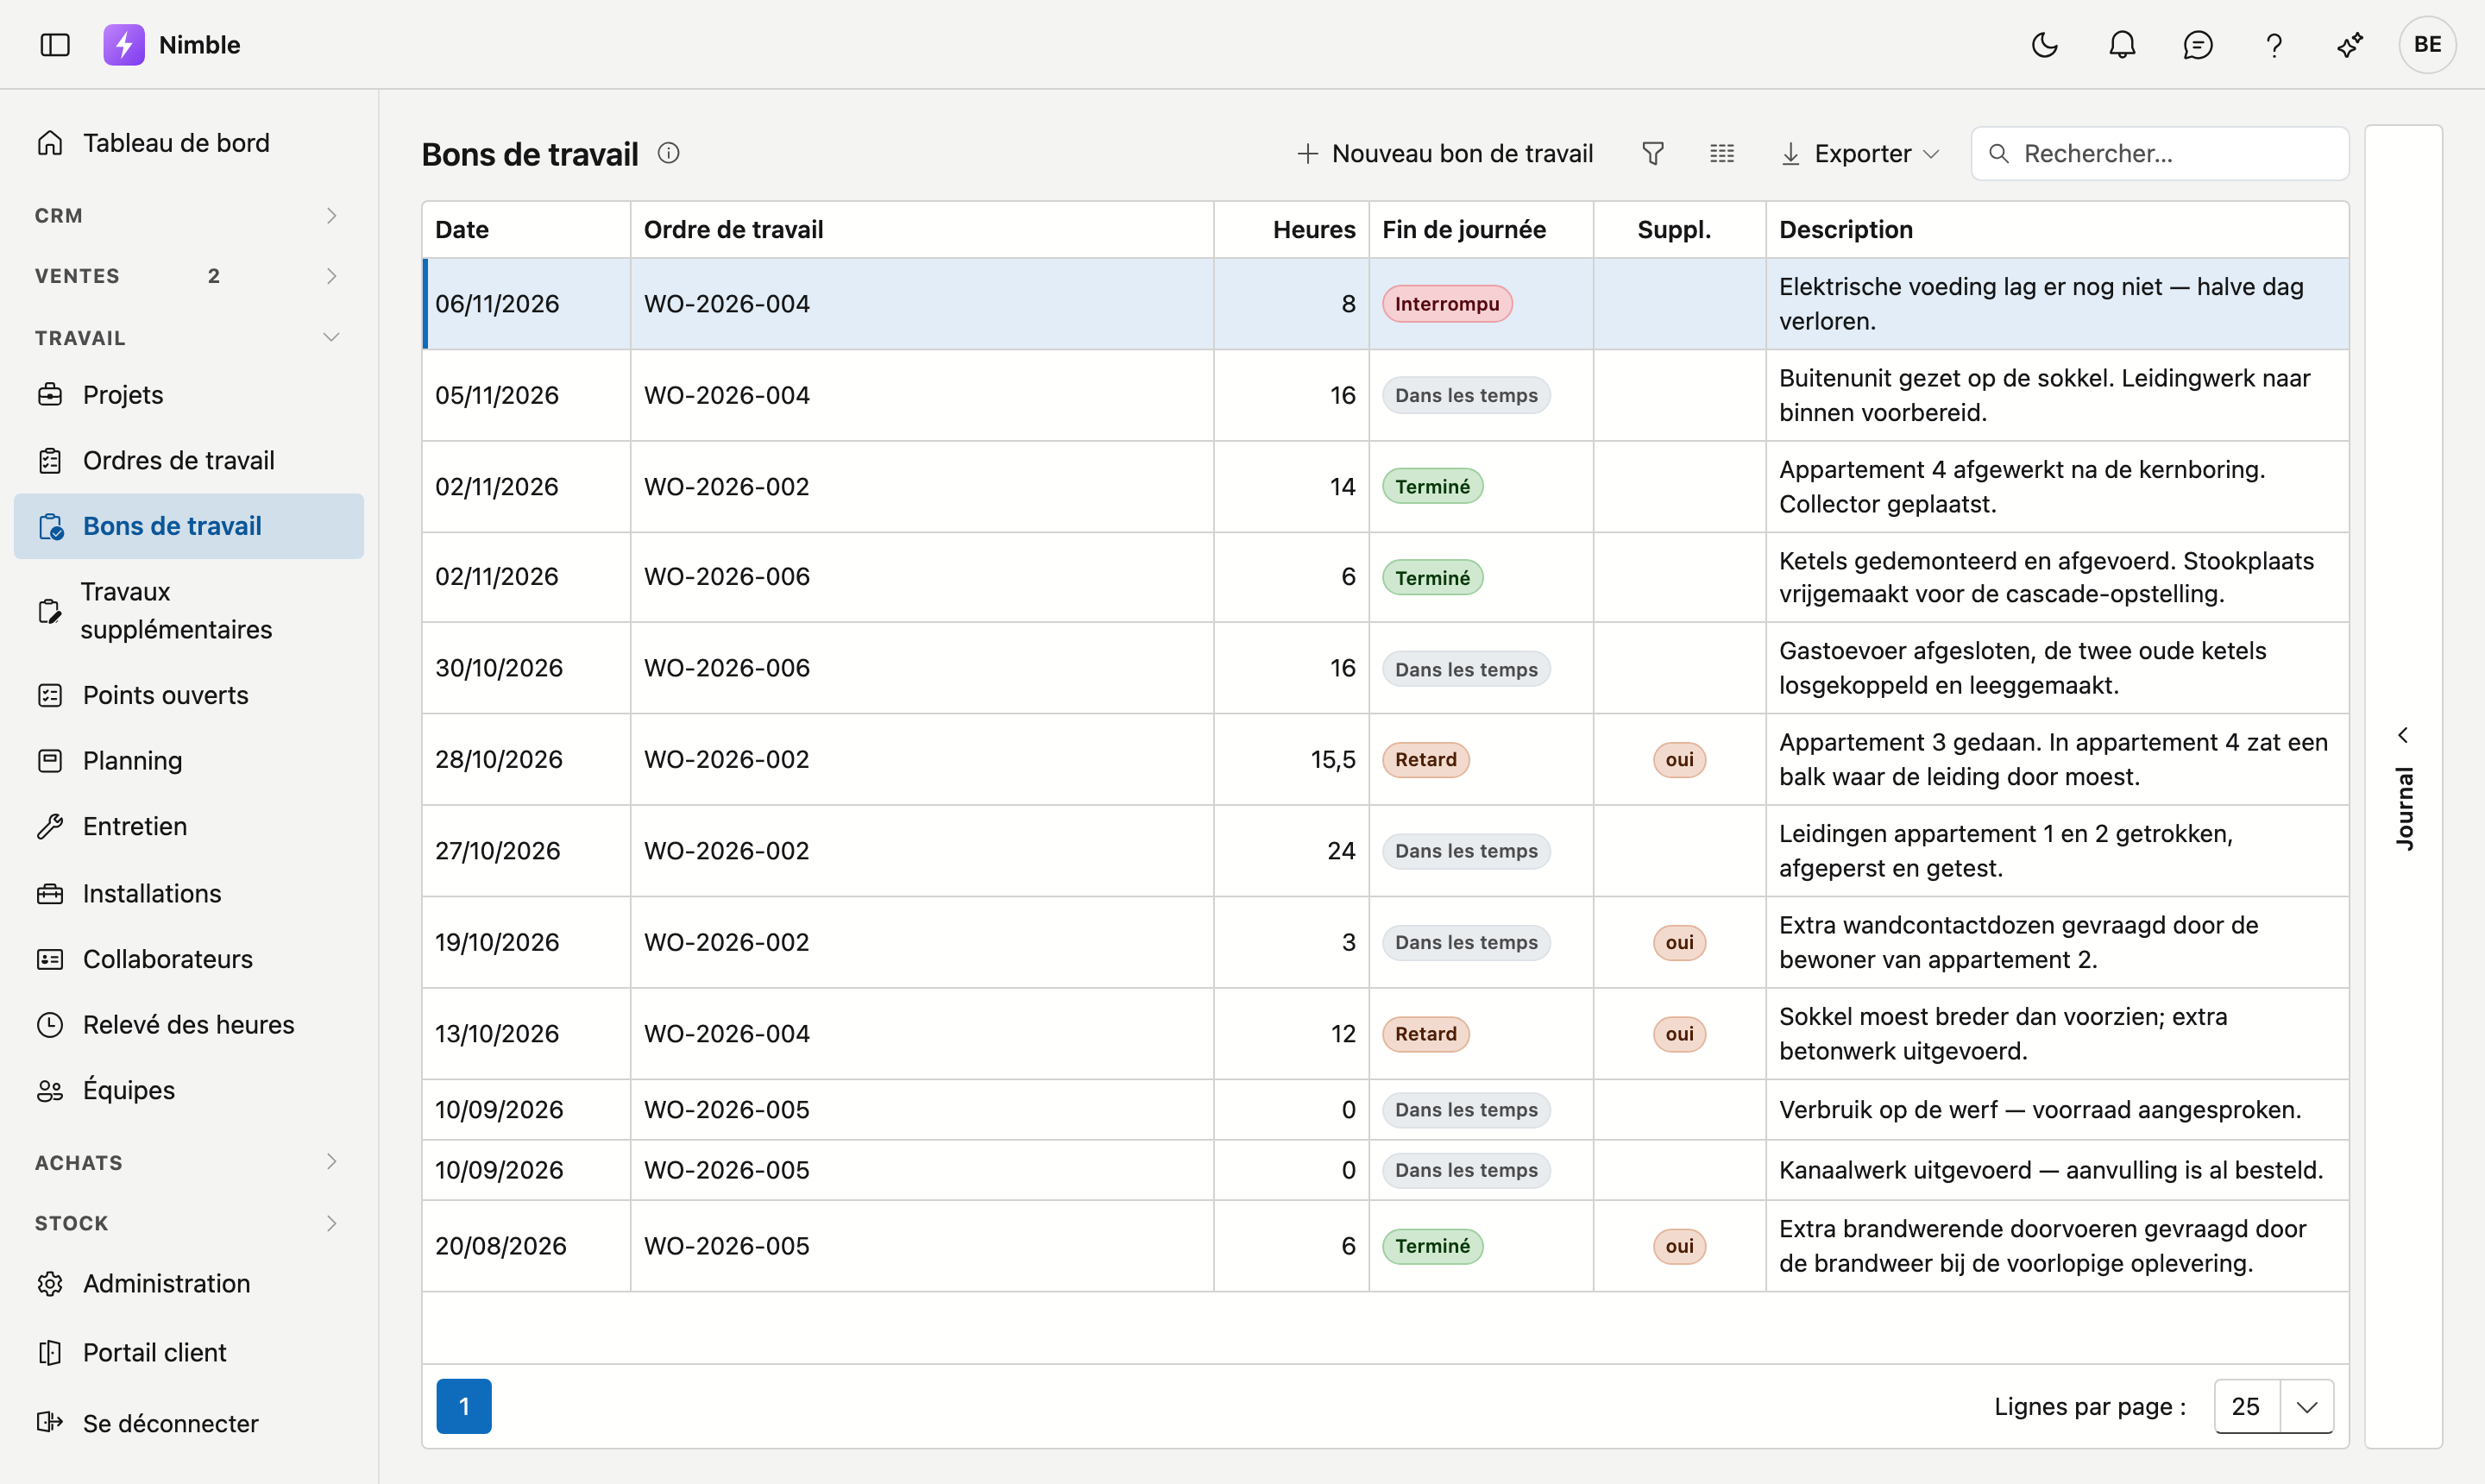 Nimble
BE
Tableau de bord
CRM
VENTES 2
TRAVAIL
Projets
Ordres de travail
Bons de travail
Travaux
supplémentaires
Points ouverts
Planning
Entretien
Installations
Collaborateurs
Relevé des heures
Équipes
ACHATS
STOCK
Administration
Portail client
Se déconnecter
Bons de travail
Nouveau bon de travail
Exporter
Rechercher...
Date Ordre de travail Heures Fin de journée Suppl. Description
06/11/2026 WO-2026-004 8 Interrompu Elektrische voeding lag er nog niet — halve dag
verloren.
05/11/2026 WO-2026-004 16 Dans les temps Buitenunit gezet op de sokkel. Leidingwerk naar
binnen voorbereid.
02/11/2026 WO-2026-002 14 Terminé Appartement 4 afgewerkt na de kernboring.
Collector geplaatst.
02/11/2026 WO-2026-006 6 Terminé Ketels gedemonteerd en afgevoerd. Stookplaats
vrijgemaakt voor de cascade-opstelling.
30/10/2026 WO-2026-006 16 Dans les temps Gastoevoer afgesloten, de twee oude ketels
losgekoppeld en leeggemaakt.
28/10/2026 WO-2026-002 15,5 Retard oui Appartement 3 gedaan. In appartement 4 zat een
balk waar de leiding door moest.
27/10/2026 WO-2026-002 24 Dans les temps Leidingen appartement 1 en 2 getrokken,
afgeperst en getest.
19/10/2026 WO-2026-002 3 Dans les temps oui Extra wandcontactdozen gevraagd door de
bewoner van appartement 2.
13/10/2026 WO-2026-004 12 Retard oui Sokkel moest breder dan voorzien; extra
betonwerk uitgevoerd.
10/09/2026 WO-2026-005 0 Dans les temps Verbruik op de werf — voorraad aangesproken.
10/09/2026 WO-2026-005 0 Dans les temps Kanaalwerk uitgevoerd — aanvulling is al besteld.
20/08/2026 WO-2026-005 6 Terminé oui Extra brandwerende doorvoeren gevraagd door
de brandweer bij de voorlopige oplevering.
1
Lignes par page : 25
Journal